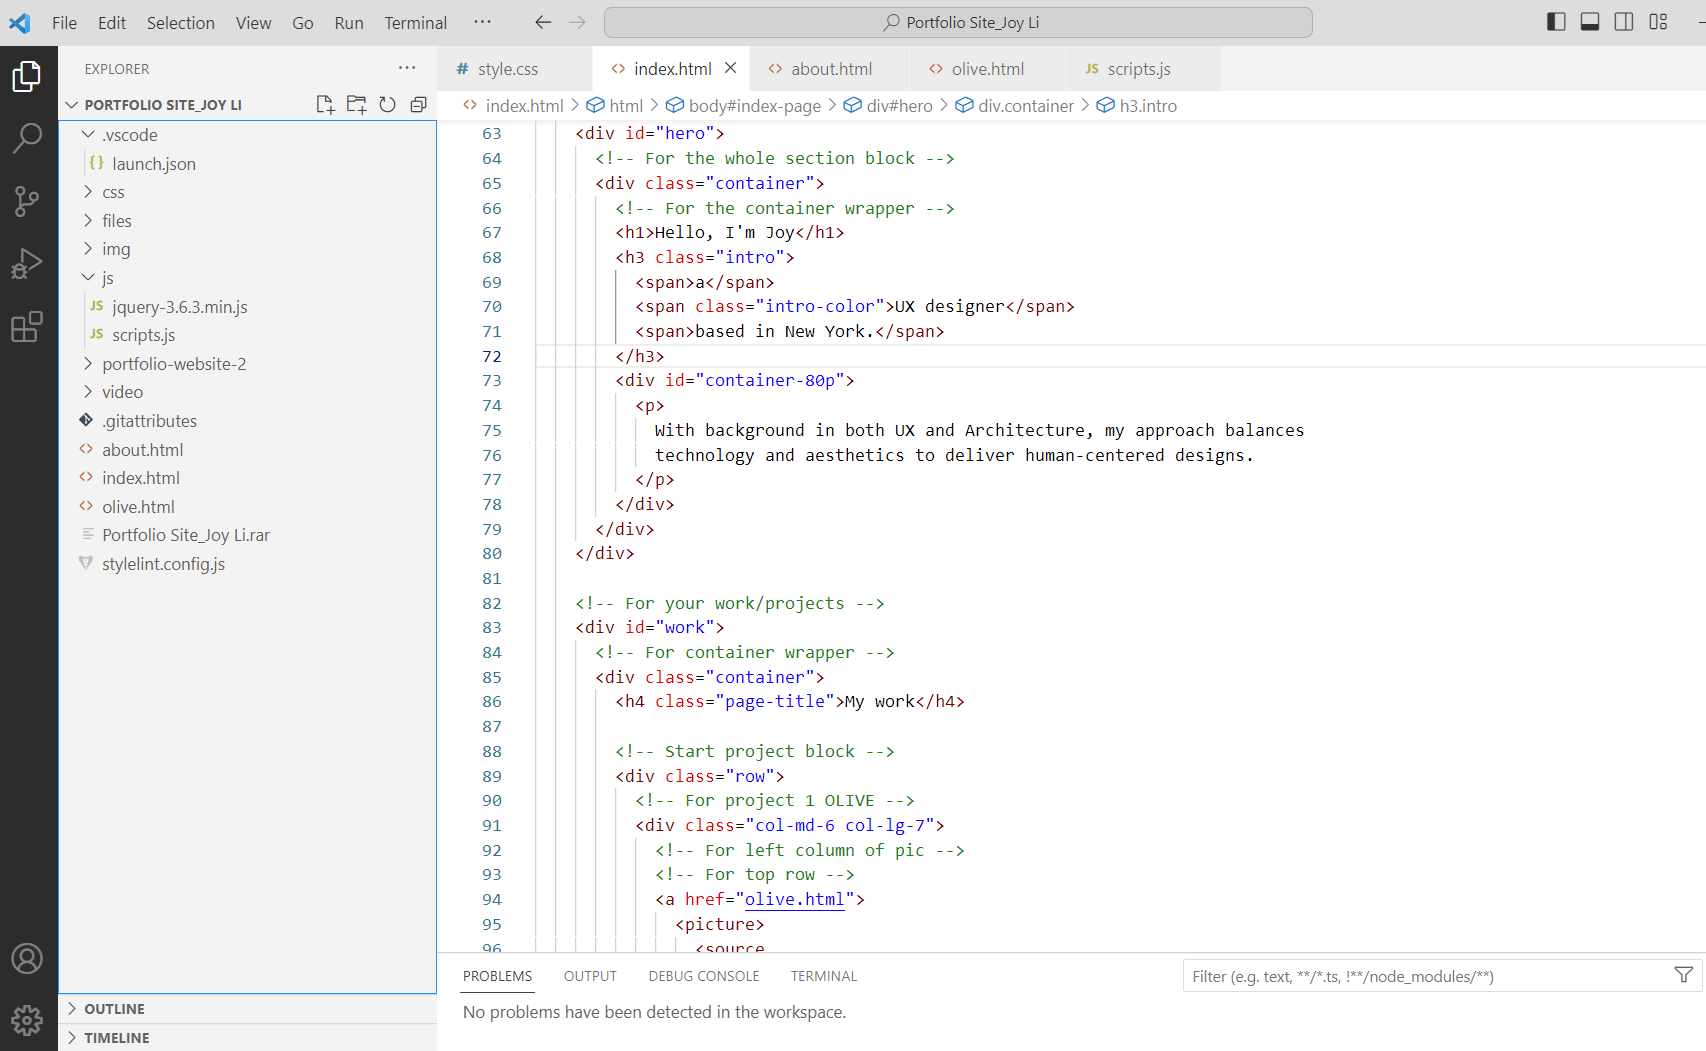 File Edit Selection View Go Run Terminal ··· Portfolio Site_Joy Li
EXPLORER ···
PORTFOLIO SITE_JOY LI
.vscode
{} launch.json
css
files
img
js
JS jquery-3.6.3.min.js
JS scripts.js
portfolio-website-2
video
.gitattributes
<> about.html
<> index.html
<> olive.html
Portfolio Site_Joy Li.rar
stylelint.config.js
OUTLINE
TIMELINE
# style.css <> index.html <> about.html <> olive.html JS scripts.js
<> index.html > html > body#index-page > div#hero > div.container > h3.intro
63 <div id="hero">
64 <!-- For the whole section block -->
65 <div class="container">
66 <!-- For the container wrapper -->
67 <h1>Hello, I'm Joy</h1>
68 <h3 class="intro">
69 <span>a</span>
70 <span class="intro-color">UX designer</span>
71 <span>based in New York.</span>
72 </h3>
73 <div id="container-80p">
74 <p>
75 With background in both UX and Architecture, my approach balances
76 technology and aesthetics to deliver human-centered designs.
77 </p>
78 </div>
79 </div>
80 </div>
81
82 <!-- For your work/projects -->
83 <div id="work">
84 <!-- For container wrapper -->
85 <div class="container">
86 <h4 class="page-title">My work</h4>
87
88 <!-- Start project block -->
89 <div class="row">
90 <!-- For project 1 OLIVE -->
91 <div class="col-md-6 col-lg-7">
92 <!-- For left column of pic -->
93 <!-- For top row -->
94 <a href="olive.html">
95 <picture>
96 <source
PROBLEMS OUTPUT DEBUG CONSOLE TERMINAL Filter (e.g. text, **/*.ts, !**/node_modules/**)
No problems have been detected in the workspace.